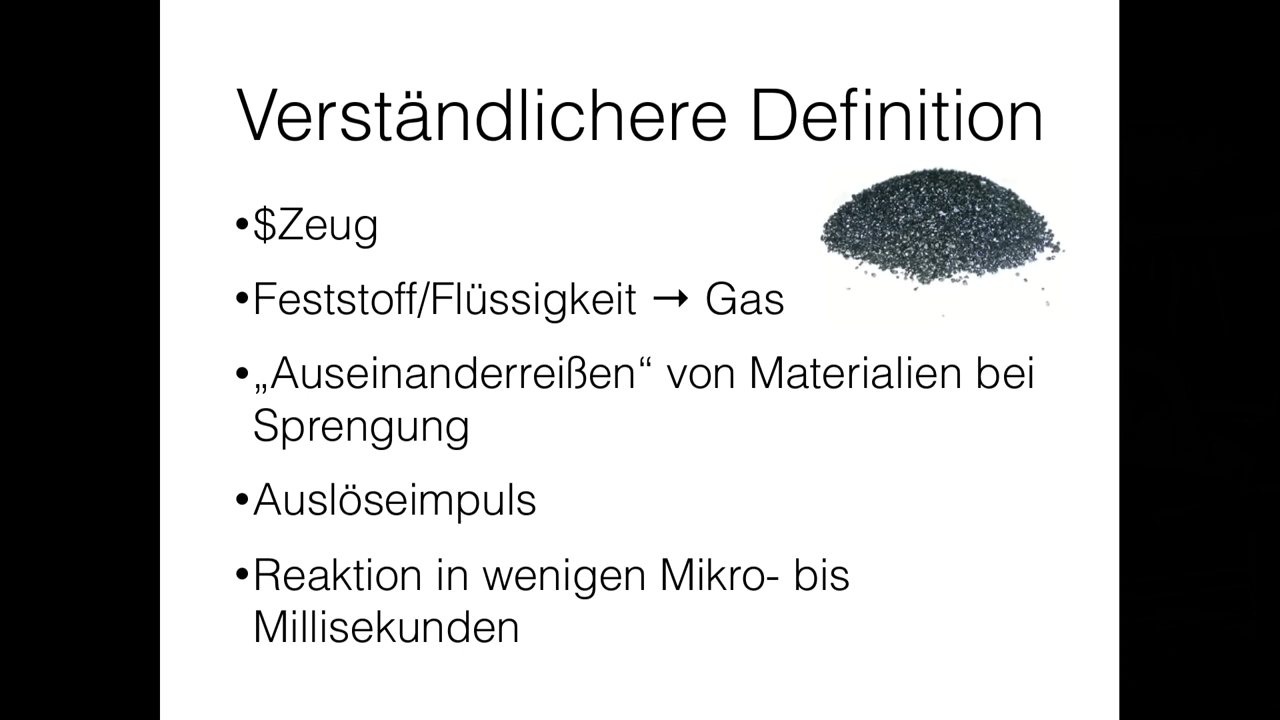 Verständlichere Definition
•$Zeug
•Feststoff/Flüssigkeit → Gas
•„Auseinanderreißen“ von Materialien bei
Sprengung
•Auslöseimpuls
•Reaktion in wenigen Mikro- bis
Millisekunden